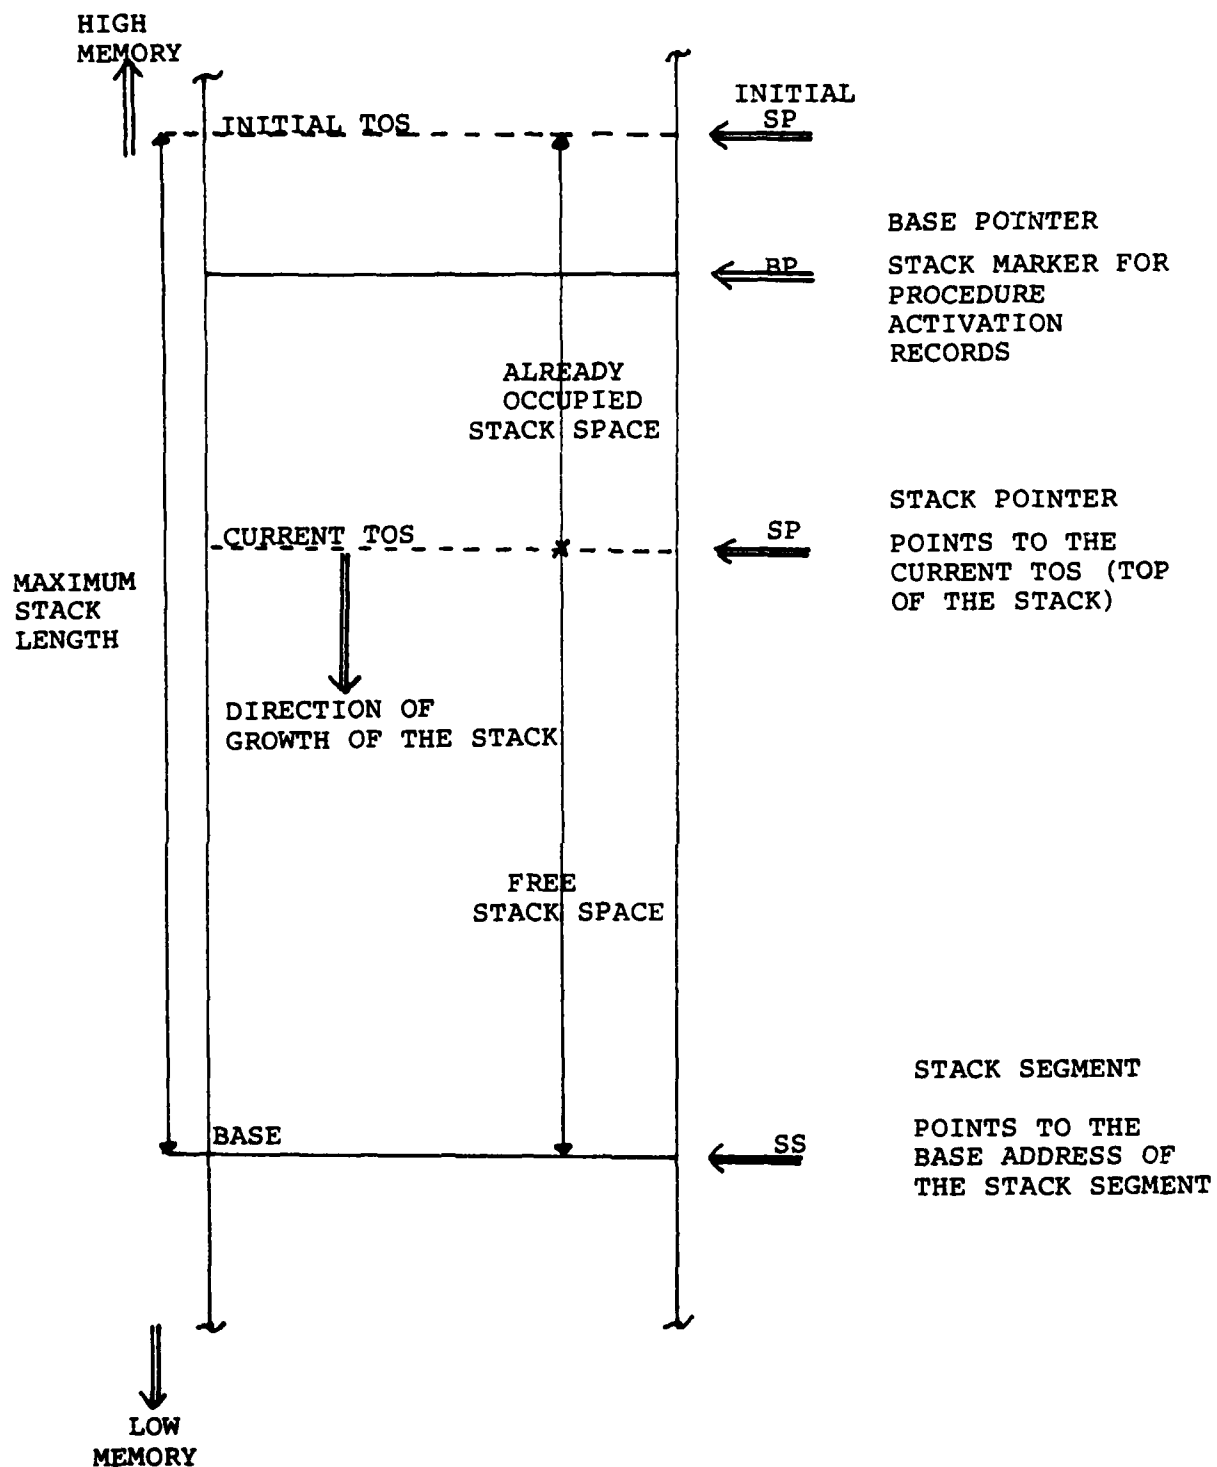 HIGH
MEMORY
INITIAL
SP
INITIAL TOS
BASE POINTER
BP
STACK MARKER FOR
PROCEDURE
ACTIVATION
RECORDS
ALREADY
OCCUPIED
STACK SPACE
STACK POINTER
SP
CURRENT TOS
POINTS TO THE
CURRENT TOS (TOP
OF THE STACK)
MAXIMUM
STACK
LENGTH
DIRECTION OF
GROWTH OF THE STACK
FREE
STACK SPACE
STACK SEGMENT
BASE
SS
POINTS TO THE
BASE ADDRESS OF
THE STACK SEGMENT
LOW
MEMORY